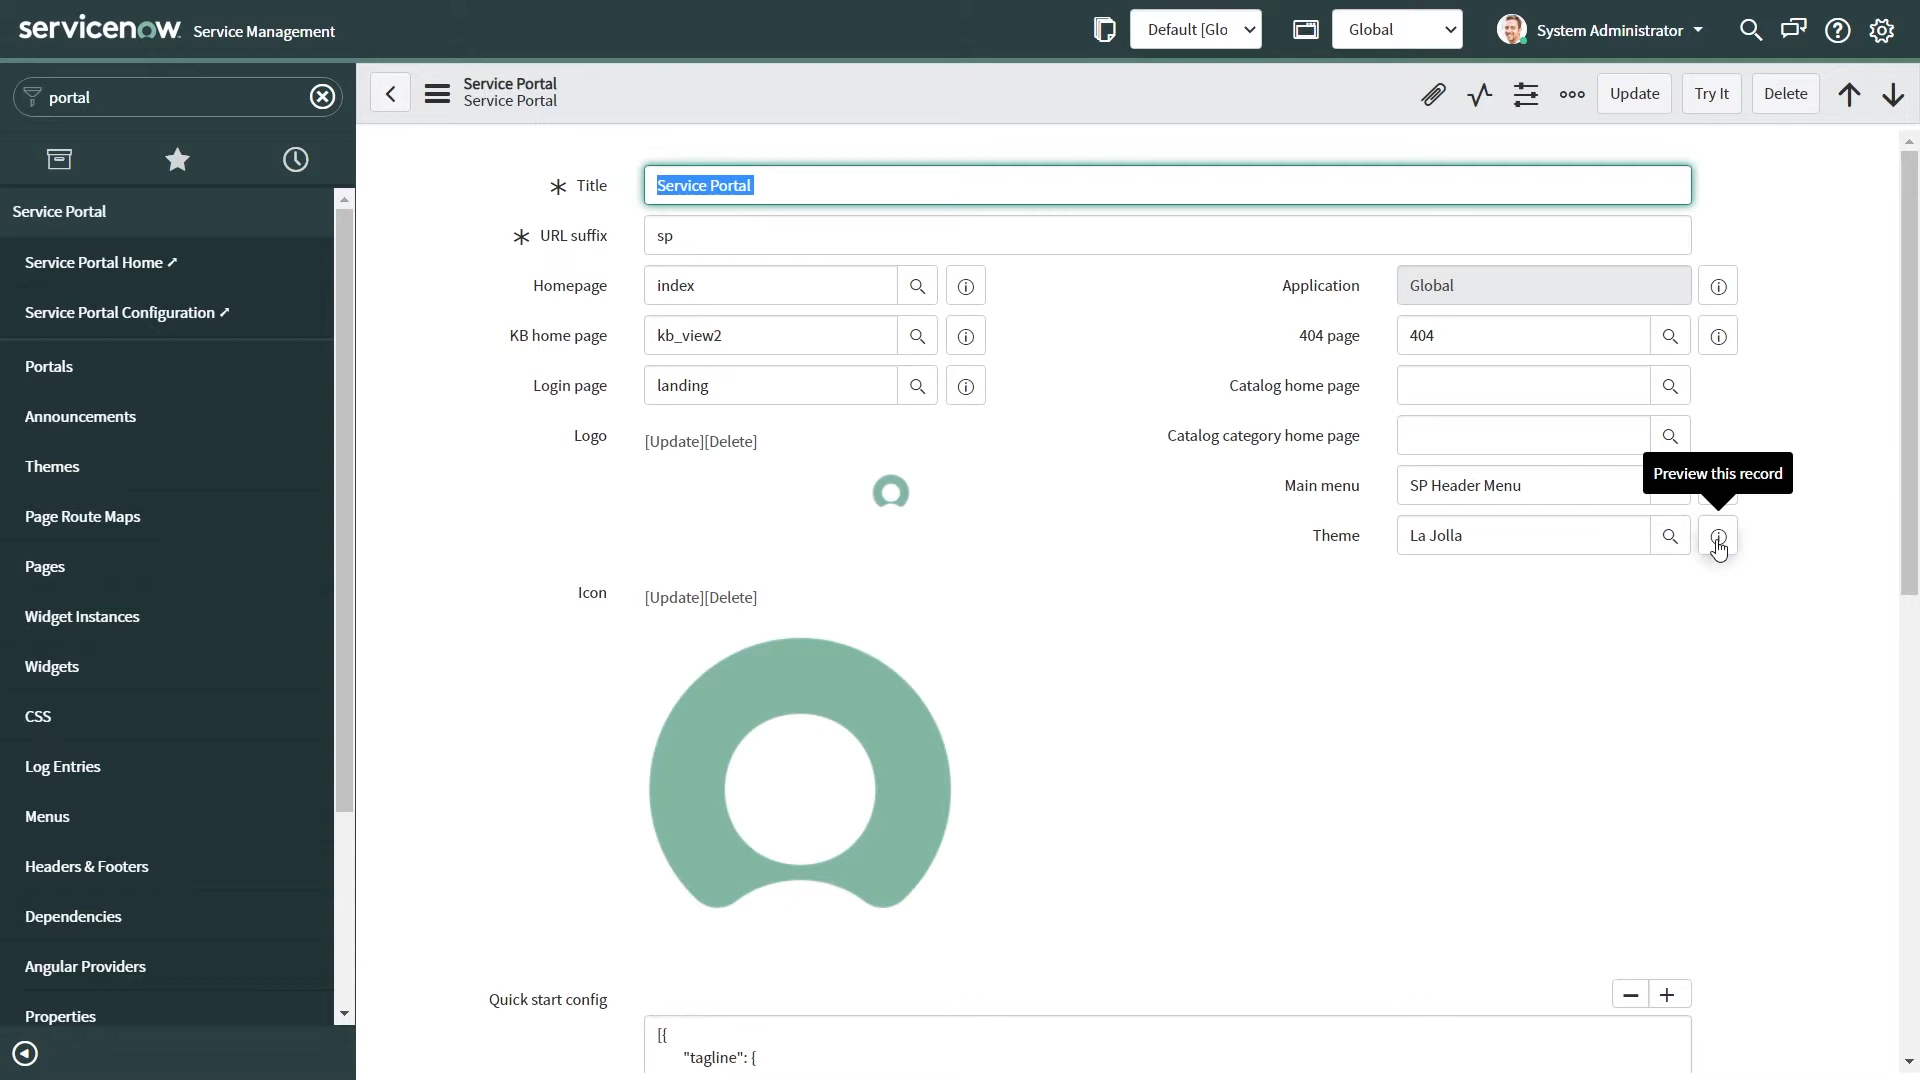 servicenow Service Management
Default [Glo
Global
System Administrator
portal
Service Portal
Service Portal
Update
Try It
Delete
Service Portal
Service Portal Home
Service Portal Configuration
Portals
Announcements
Themes
Page Route Maps
Pages
Widget Instances
Widgets
CSS
Log Entries
Menus
Headers & Footers
Dependencies
Angular Providers
Properties
Title
Service Portal
URL suffix
sp
Homepage
index
Application
Global
KB home page
kb_view2
404 page
404
Login page
landing
Catalog home page
Logo
[Update][Delete]
Catalog category home page
Preview this record
Main menu
SP Header Menu
Theme
La Jolla
Icon
[Update][Delete]
Quick start config
[{
"tagline": {